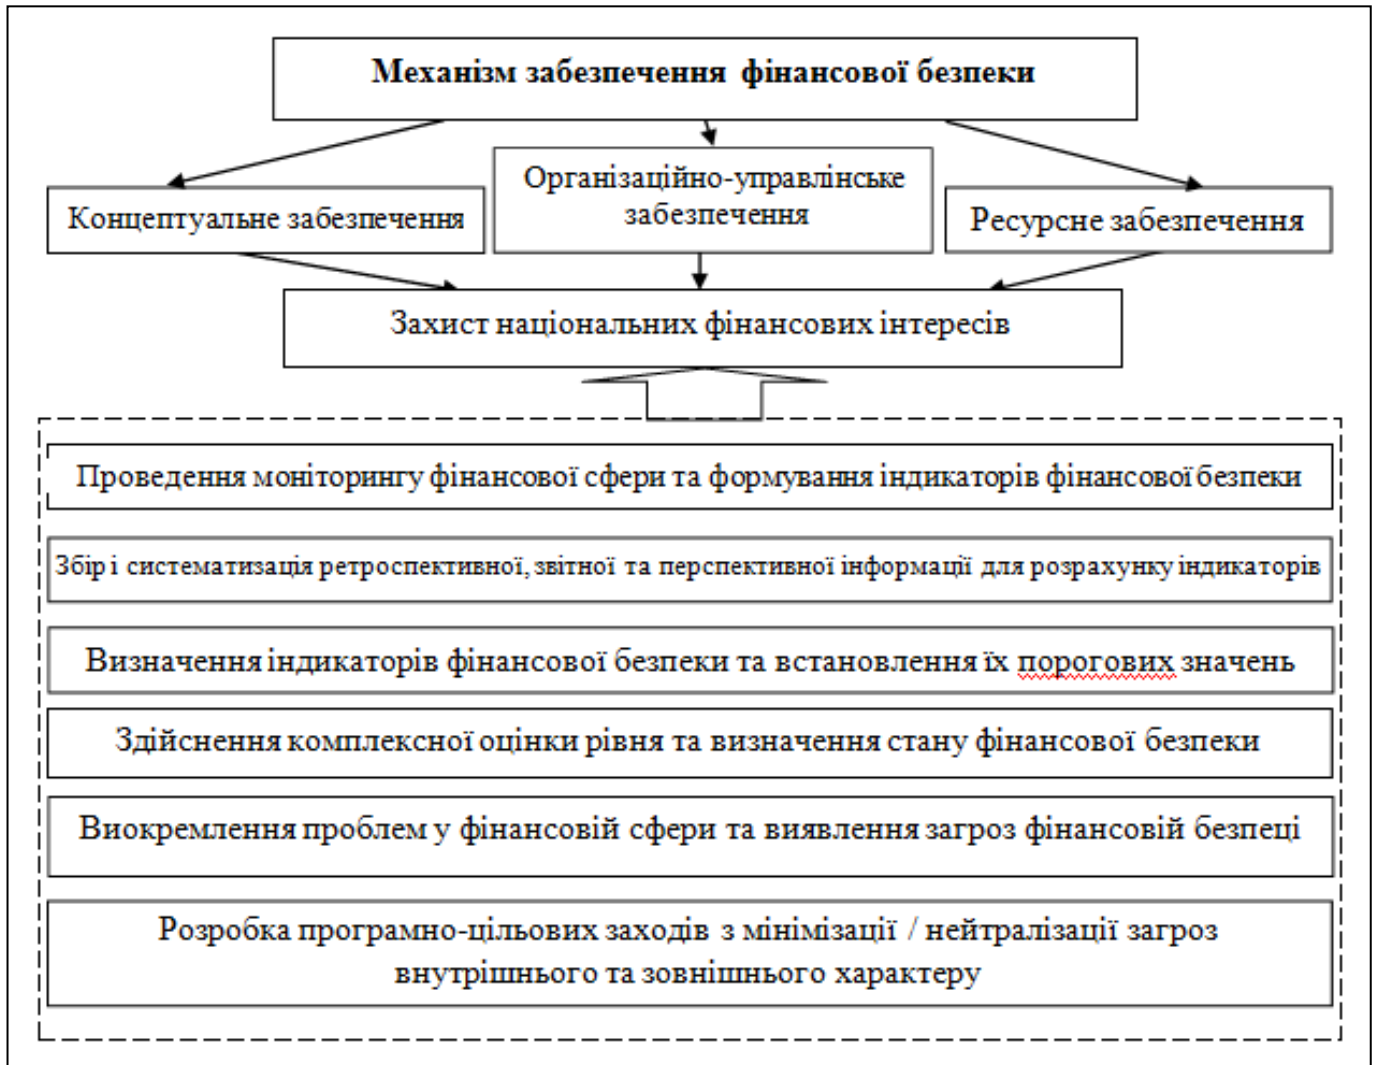 Механізм забезпечення фінансової безпеки
Організаційно-управлінське
забезпечення
Концептуальне забезпечення
Ресурсне забезпечення
Захист національних фінансових інтересів
Проведення моніторингу фінансової сфери та формування індикаторів фінансової безпеки
Збір і систематизація ретроспективної, звітної та перспективної інформації для розрахунку індикаторів
Визначення індикаторів фінансової безпеки та встановлення їх порогових значень
Здійснення комплексної оцінки рівня та визначення стану фінансової безпеки
Виокремлення проблем у фінансовій сфери та виявлення загроз фінансовій безпеці
Розробка програмно-цільових заходів з мінімізації / нейтралізації загроз
внутрішнього та зовнішнього характеру